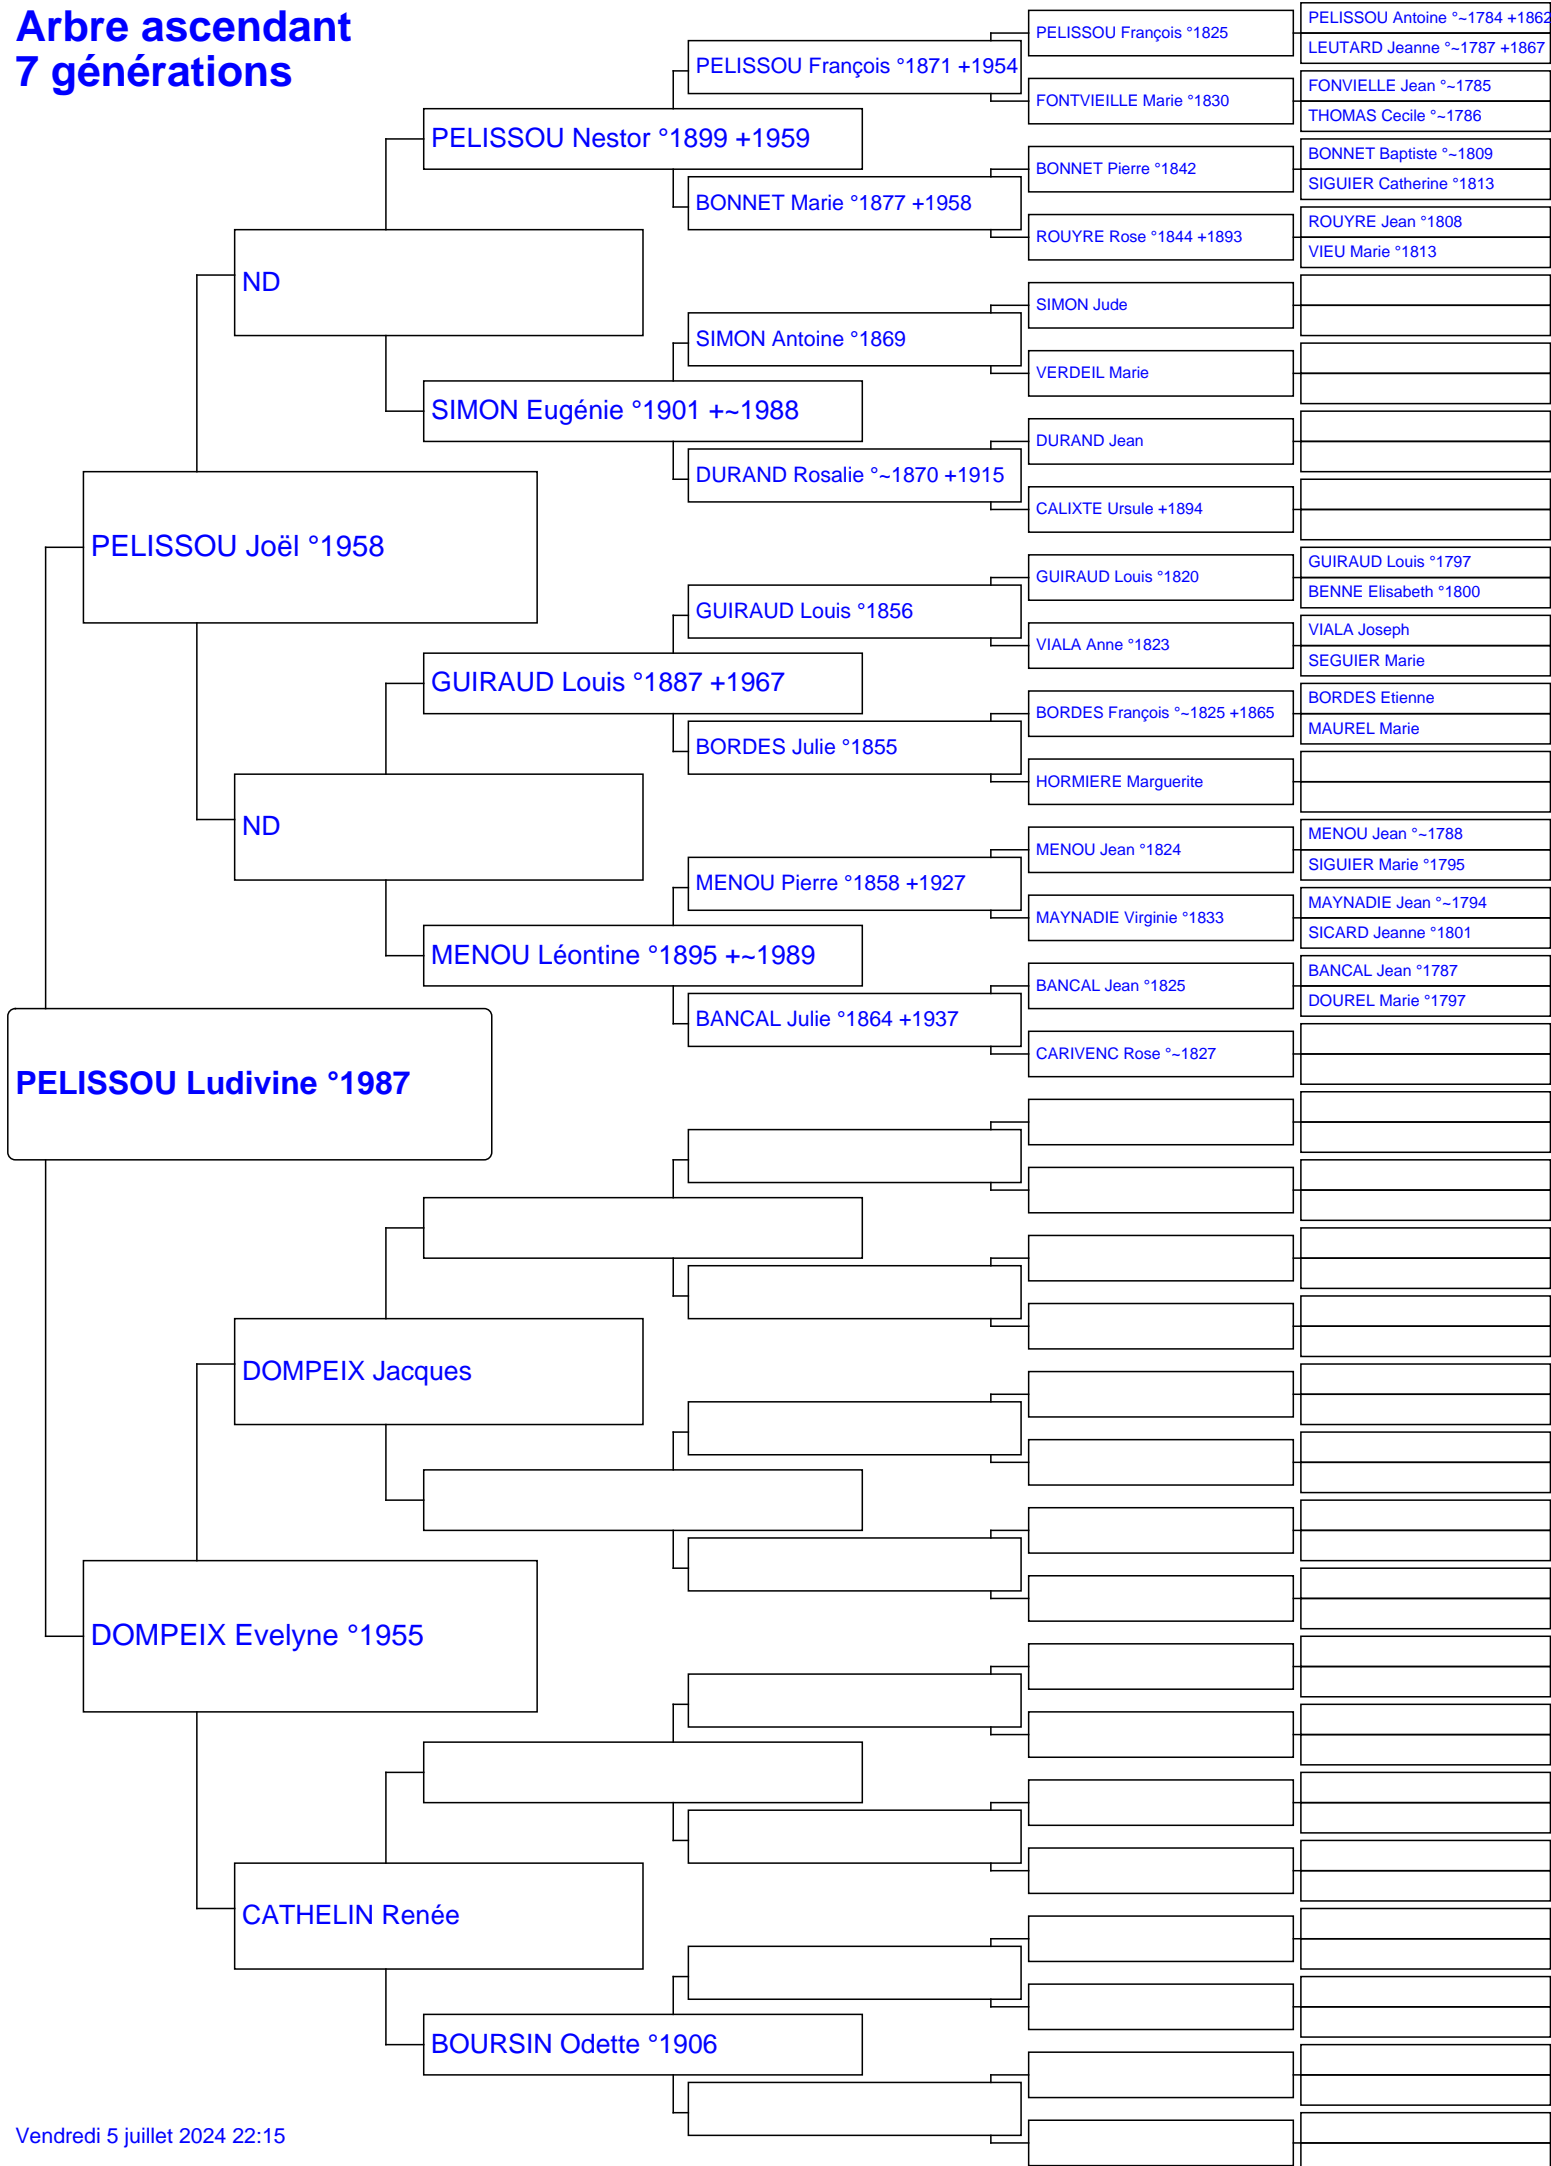 Arbre ascendant
7 générations
PELISSOU Ludivine °1987
PELISSOU Joël °1958
DOMPEIX Evelyne °1955
ND
ND
DOMPEIX Jacques
CATHELIN Renée
PELISSOU Nestor °1899 +1959
SIMON Eugénie °1901 +~1988
GUIRAUD Louis °1887 +1967
MENOU Léontine °1895 +~1989
BOURSIN Odette °1906
PELISSOU François °1871 +1954
BONNET Marie °1877 +1958
SIMON Antoine °1869
DURAND Rosalie °~1870 +1915
GUIRAUD Louis °1856
BORDES Julie °1855
MENOU Pierre °1858 +1927
BANCAL Julie °1864 +1937
PELISSOU François °1825
FONTVIEILLE Marie °1830
BONNET Pierre °1842
ROUYRE Rose °1844 +1893
SIMON Jude
VERDEIL Marie
DURAND Jean
CALIXTE Ursule +1894
GUIRAUD Louis °1820
VIALA Anne °1823
BORDES François °~1825 +1865
HORMIERE Marguerite
MENOU Jean °1824
MAYNADIE Virginie °1833
BANCAL Jean °1825
CARIVENC Rose °~1827
PELISSOU Antoine °~1784 +1862
LEUTARD Jeanne °~1787 +1867
FONVIELLE Jean °~1785
THOMAS Cecile °~1786
BONNET Baptiste °~1809
SIGUIER Catherine °1813
ROUYRE Jean °1808
VIEU Marie °1813
GUIRAUD Louis °1797
BENNE Elisabeth °1800
VIALA Joseph
SEGUIER Marie
BORDES Etienne
MAUREL Marie
MENOU Jean °~1788
SIGUIER Marie °1795
MAYNADIE Jean °~1794
SICARD Jeanne °1801
BANCAL Jean °1787
DOUREL Marie °1797
Vendredi 5 juillet 2024 22:15